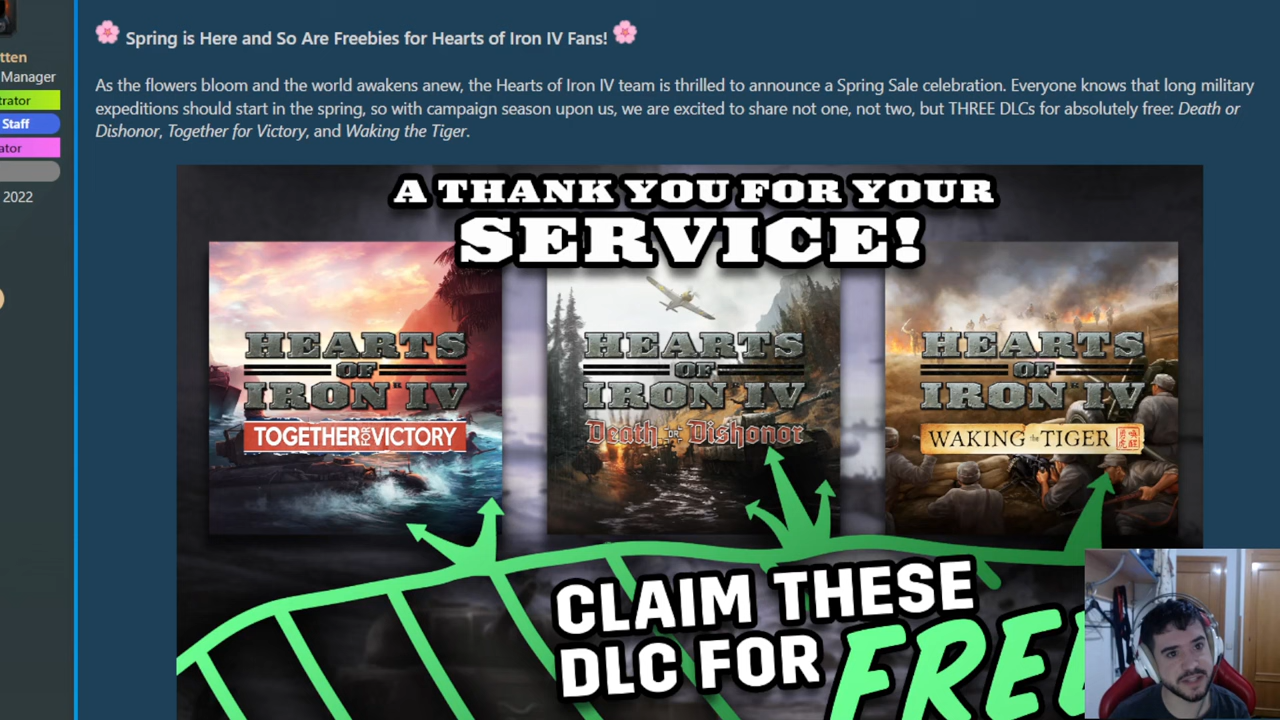 🌸 Spring is Here and So Are Freebies for Hearts of Iron IV Fans! 🌸
tten
Manager
trator
Staff
ator
2022
As the flowers bloom and the world awakens anew, the Hearts of Iron IV team is thrilled to announce a Spring Sale celebration. Everyone knows that long military
expeditions should start in the spring, so with campaign season upon us, we are excited to share not one, not two, but THREE DLCs for absolutely free: Death or
Dishonor, Together for Victory, and Waking the Tiger.
A THANK YOU FOR YOUR
SERVICE!
HEARTS
OF
IRON IV
TOGETHER FOR VICTORY
HEARTS
OF
IRON IV
Death or Dishonor
HEARTS
OF
IRON IV
WAKING the TIGER
CLAIM THESE
DLC FOR FREE